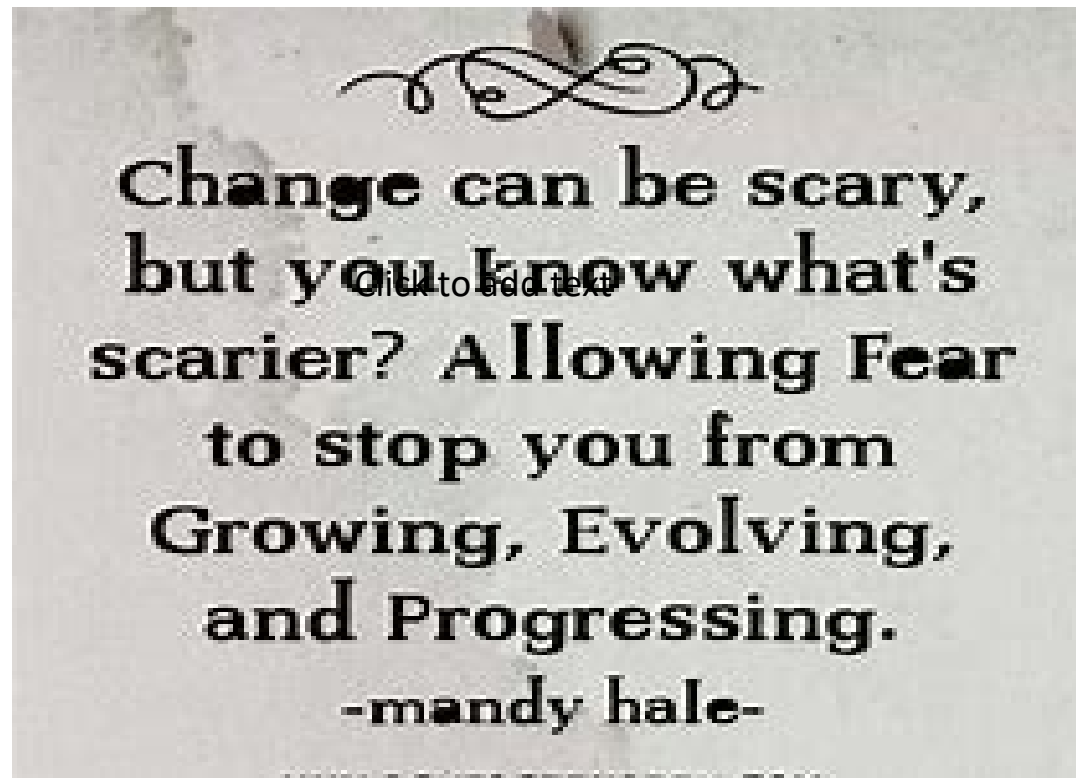 Change can be scary,
but you know what's
Click to add text
scarier? Allowing Fear
to stop you from
Growing, Evolving,
and Progressing.
-mandy hale-